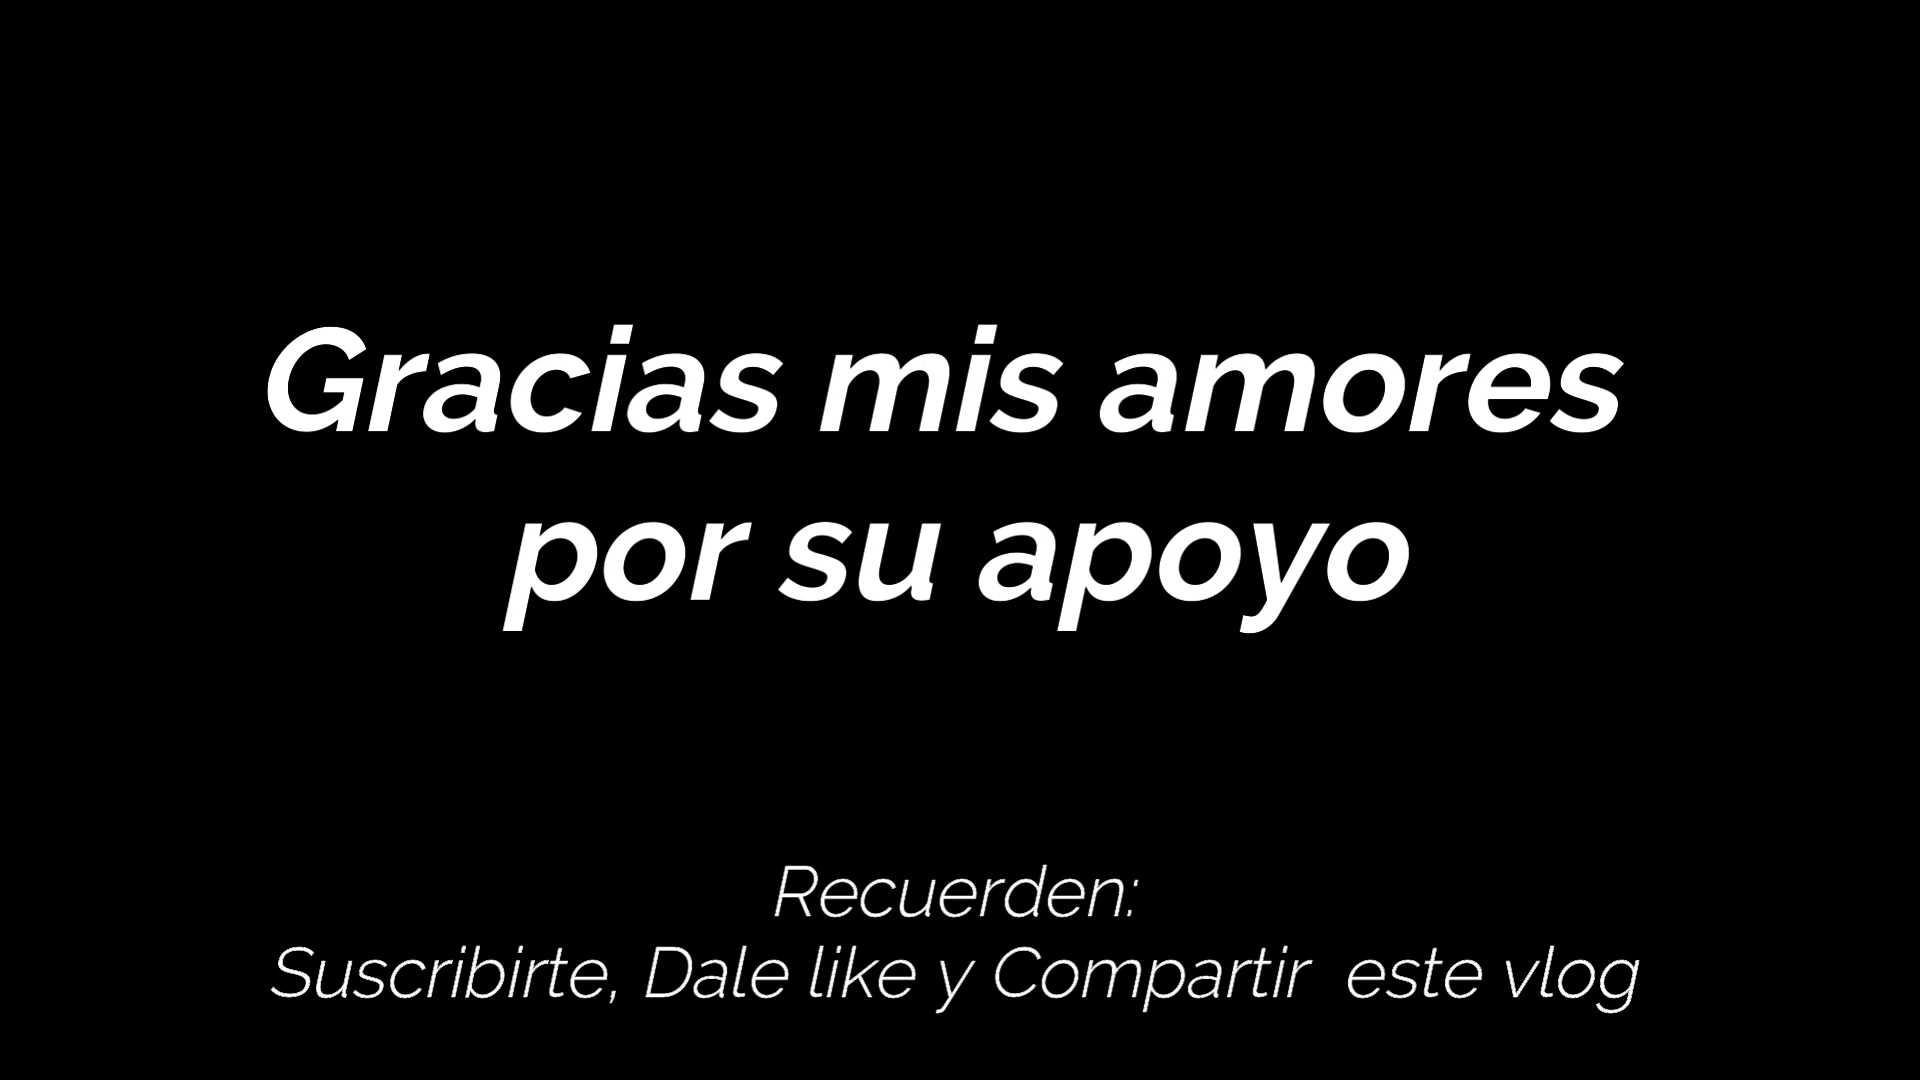 Gracias mis amores
por su apoyo
Recuerden:
Suscribirte, Dale like y Compartir  este vlog